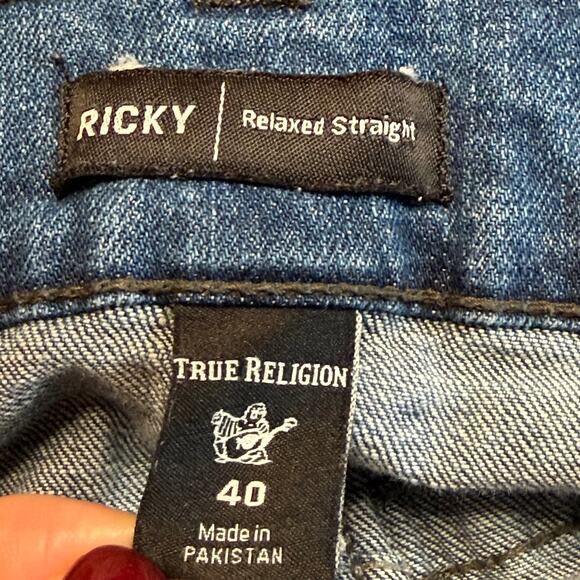 RICKY | Relaxed Straight
TRUE RELIGION
40
Made in
PAKISTAN